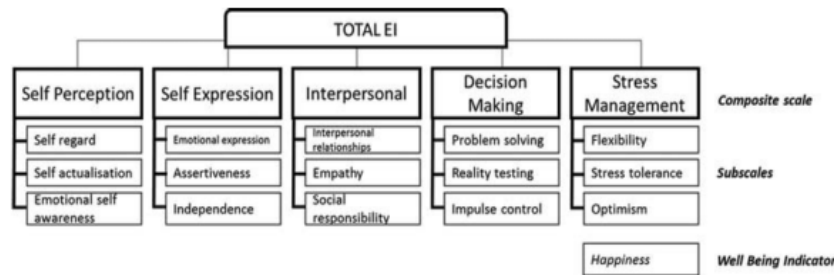 TOTAL EI
Self Perception
Self Expression
Interpersonal
Decision
Making
Stress
Management
Composite scale
Self regard
Emotional expression
Interpersonal
relationships
Problem solving
Flexibility
Self actualisation
Assertiveness
Empathy
Reality testing
Stress tolerance
Subscales
Emotional self
awareness
Independence
Social
responsibility
Impulse control
Optimism
Happiness
Well Being Indicator